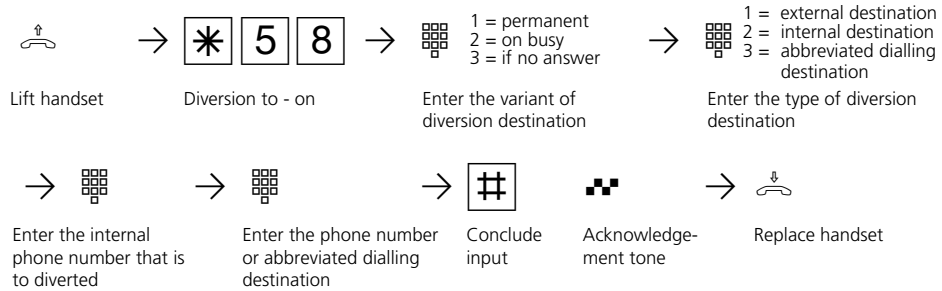 * 5 8
1 = permanent
2 = on busy
3 = if no answer
1 = external destination
2 = internal destination
3 = abbreviated dialling
destination
Lift handset
Diversion to - on
Enter the variant of
diversion destination
Enter the type of diversion
destination
#
Enter the internal
phone number that is
to diverted
Enter the phone number
or abbreviated dialling
destination
Conclude
input
Acknowledge-
ment tone
Replace handset